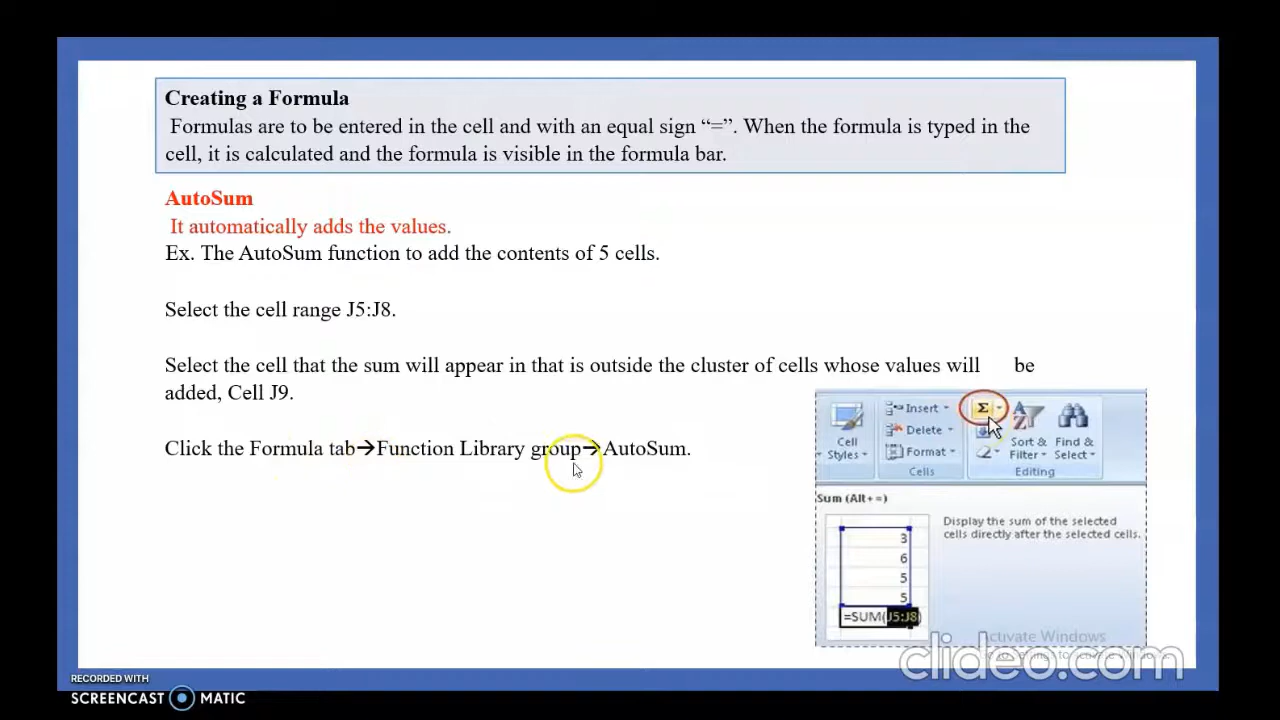 Creating a Formula
Formulas are to be entered in the cell and with an equal sign “=”. When the formula is typed in the
cell, it is calculated and the formula is visible in the formula bar.
AutoSum
It automatically adds the values.
Ex. The AutoSum function to add the contents of 5 cells.
Select the cell range J5:J8.
Select the cell that the sum will appear in that is outside the cluster of cells whose values will be
added, Cell J9.
Click the Formula tab→Function Library group→AutoSum.
Cell
Styles
Insert
Delete
Format
Cells
Σ
A
Z
Sort &
Filter
Find &
Select
Editing
Sum (Alt+=)
Display the sum of the selected
cells directly after the selected cells.
3
6
5
5
=SUM(J5:J8)
Activate Windows
clideo.com
RECORDED WITH
SCREENCAST MATIC